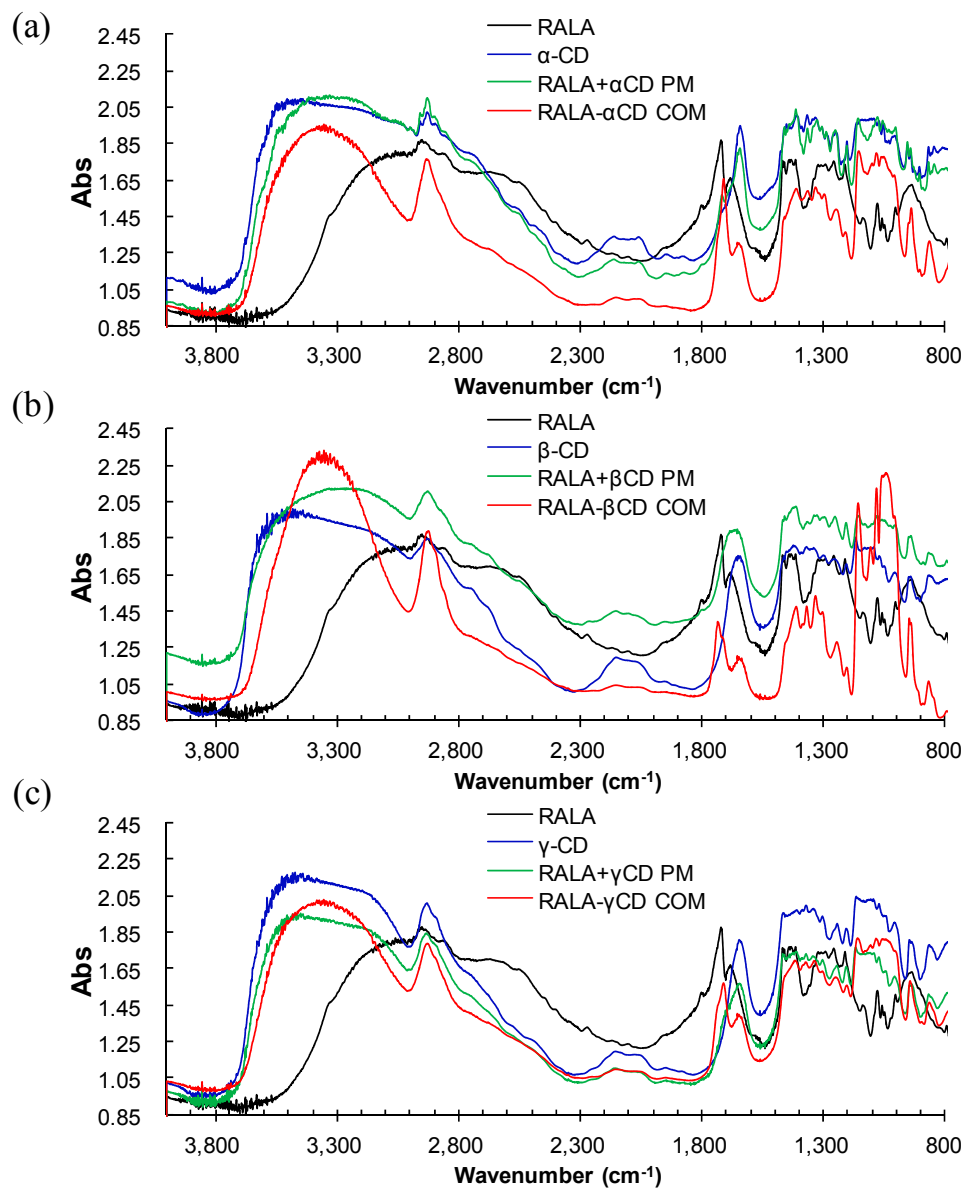 (a)
RALA
α-CD
RALA+αCD PM
RALA-αCD COM
2.45
2.25
2.05
1.85
1.65
1.45
1.25
1.05
0.85
Abs
3,800 3,300 2,800 2,300 1,800 1,300 800
Wavenumber (cm-1)
(b)
RALA
β-CD
RALA+βCD PM
RALA-βCD COM
2.45
2.25
2.05
1.85
1.65
1.45
1.25
1.05
0.85
Abs
3,800 3,300 2,800 2,300 1,800 1,300 800
Wavenumber (cm-1)
(c)
RALA
γ-CD
RALA+γCD PM
RALA-γCD COM
2.45
2.25
2.05
1.85
1.65
1.45
1.25
1.05
0.85
Abs
3,800 3,300 2,800 2,300 1,800 1,300 800
Wavenumber (cm-1)